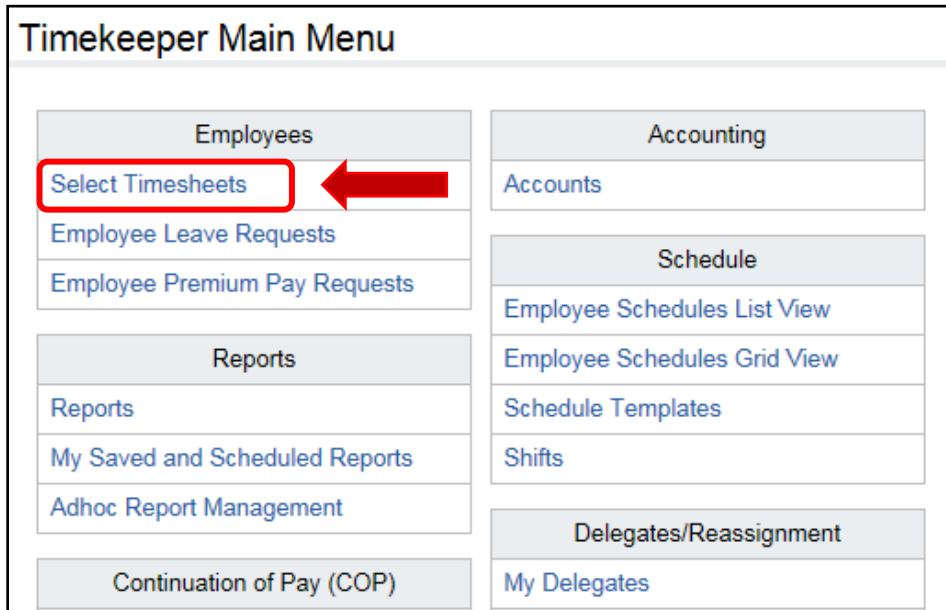 Timekeeper Main Menu
Employees
Select Timesheets
Employee Leave Requests
Employee Premium Pay Requests
Reports
Reports
My Saved and Scheduled Reports
Adhoc Report Management
Continuation of Pay (COP)
Accounting
Accounts
Schedule
Employee Schedules List View
Employee Schedules Grid View
Schedule Templates
Shifts
Delegates/Reassignment
My Delegates